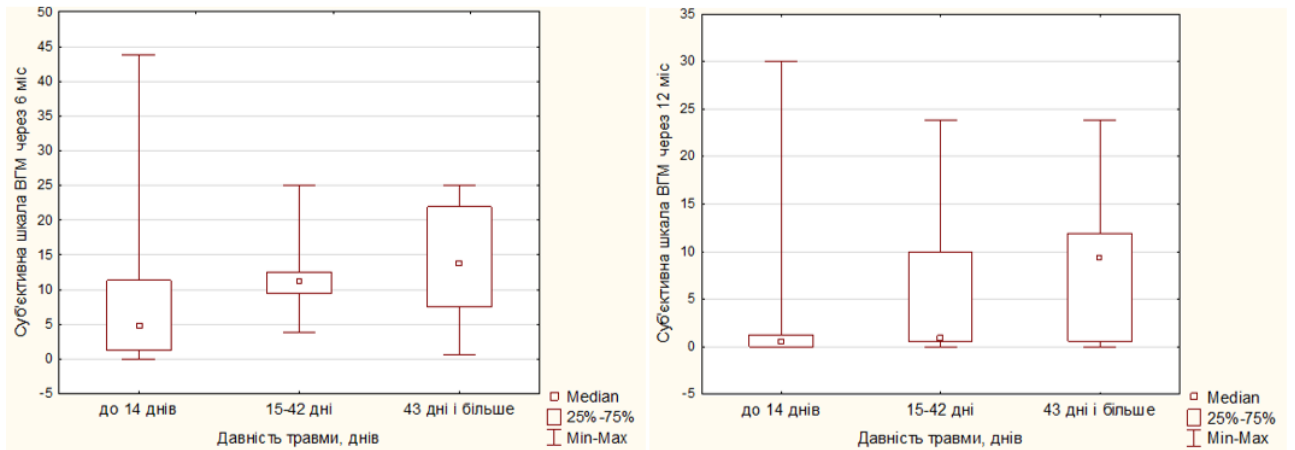 Суб'єктивна шкала ВГМ через 6 міс
50
45
40
35
30
25
20
15
10
5
0
-5
до 14 днів
15-42 дні
43 дні і більше
Давність травми, днів
Median
25%-75%
Min-Max
Суб'єктивна шкала ВГМ через 12 міс
35
30
25
20
15
10
5
0
-5
до 14 днів
15-42 дні
43 дні і більше
Давність травми, днів
Median
25%-75%
Min-Max